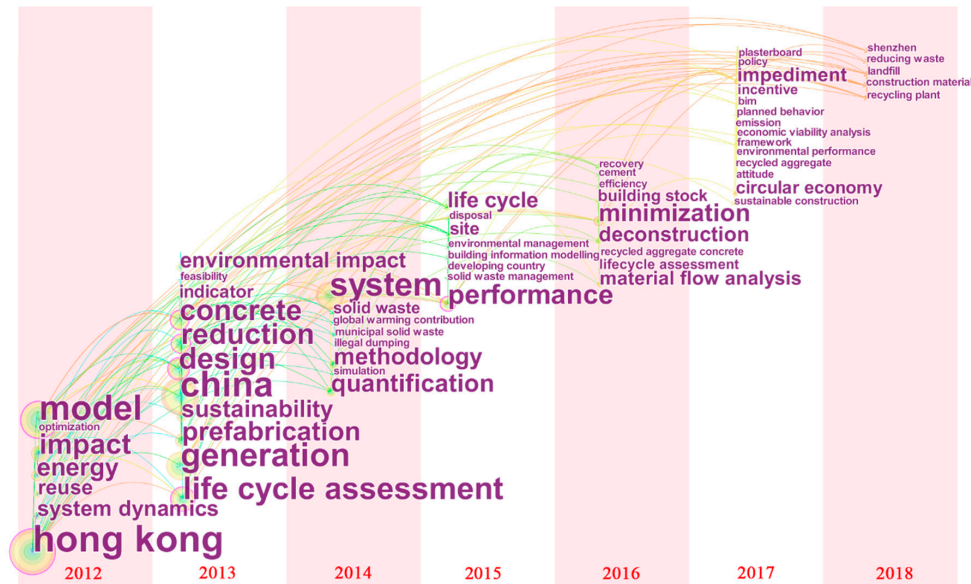 model
optimization
impact
energy
reuse
system dynamics
hong kong
environmental impact
feasibility
indicator
concrete
reduction
design
china
sustainability
prefabrication
generation
life cycle assessment
system
solid waste
global warming contribution
municipal solid waste
illegal dumping
methodology
simulation
quantification
life cycle
disposal
site
environmental management
building information modelling
developing country
solid waste management
performance
recovery
cement
efficiency
building stock
minimization
deconstruction
recycled aggregate concrete
lifecycle assessment
material flow analysis
plasterboard
policy
impediment
incentive
bim
planned behavior
emission
economic viability analysis
framework
environmental performance
recycled aggregate
attitude
circular economy
sustainable construction
shenzhen
reducing waste
landfill
construction material
recycling plant
2012 2013 2014 2015 2016 2017 2018